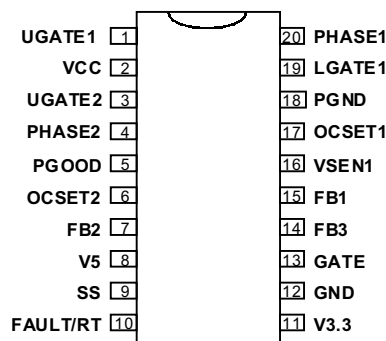 UGATE1 1 20 PHASE1
VCC 2 19 LGATE1
UGATE2 3 18 PGND
PHASE2 4 17 OCSET1
PGOOD 5 16 VSEN1
OCSET2 6 15 FB1
FB2 7 14 FB3
V5 8 13 GATE
SS 9 12 GND
FAULT/RT 10 11 V3.3